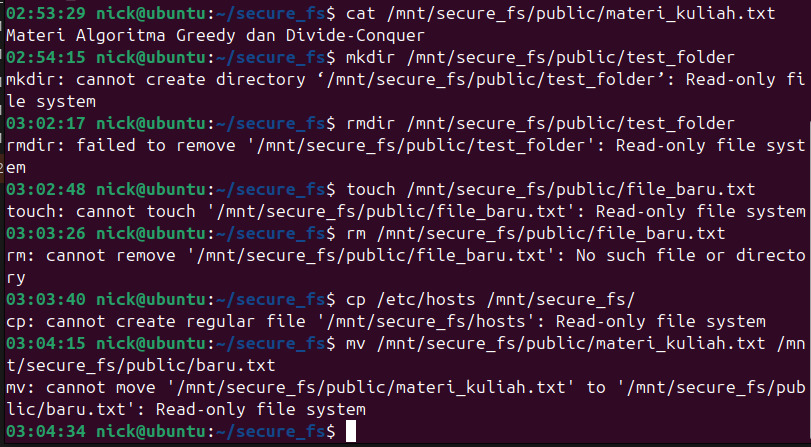 02:53:29 nick@ubuntu:~/secure_fs$ cat /mnt/secure_fs/public/materi_kuliah.txt
Materi Algoritma Greedy dan Divide-Conquer
02:54:15 nick@ubuntu:~/secure_fs$ mkdir /mnt/secure_fs/public/test_folder
mkdir: cannot create directory ‘/mnt/secure_fs/public/test_folder’: Read-only fi
le system
03:02:17 nick@ubuntu:~/secure_fs$ rmdir /mnt/secure_fs/public/test_folder
rmdir: failed to remove '/mnt/secure_fs/public/test_folder': Read-only file syst
em
03:02:48 nick@ubuntu:~/secure_fs$ touch /mnt/secure_fs/public/file_baru.txt
touch: cannot touch '/mnt/secure_fs/public/file_baru.txt': Read-only file system
03:03:26 nick@ubuntu:~/secure_fs$ rm /mnt/secure_fs/public/file_baru.txt
rm: cannot remove '/mnt/secure_fs/public/file_baru.txt': No such file or directo
ry
03:03:40 nick@ubuntu:~/secure_fs$ cp /etc/hosts /mnt/secure_fs/
cp: cannot create regular file '/mnt/secure_fs/hosts': Read-only file system
03:04:15 nick@ubuntu:~/secure_fs$ mv /mnt/secure_fs/public/materi_kuliah.txt /mn
t/secure_fs/public/baru.txt
mv: cannot move '/mnt/secure_fs/public/materi_kuliah.txt' to '/mnt/secure_fs/pub
lic/baru.txt': Read-only file system
03:04:34 nick@ubuntu:~/secure_fs$